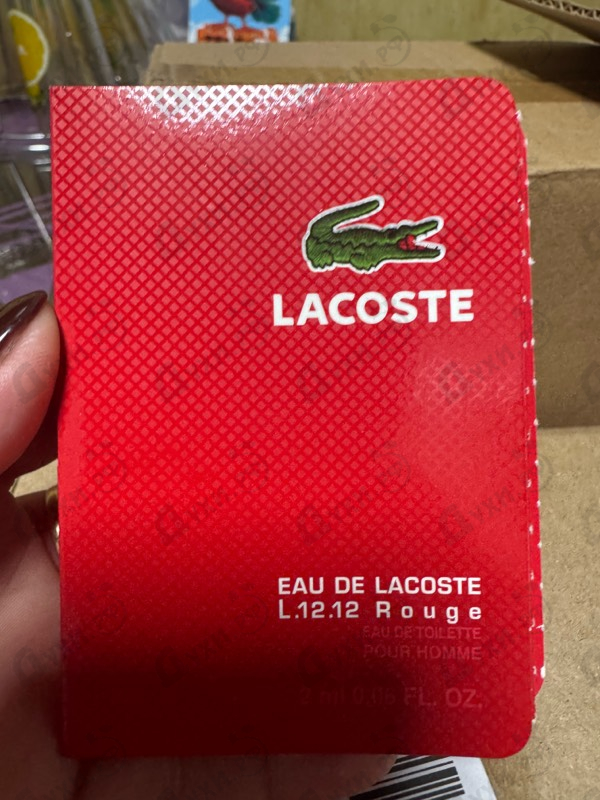 LACOSTE
EAU DE LACOSTE
L.12.12 Rouge
EAU DE TOILETTE
POUR HOMME
2 ml 0.06 FL. OZ.